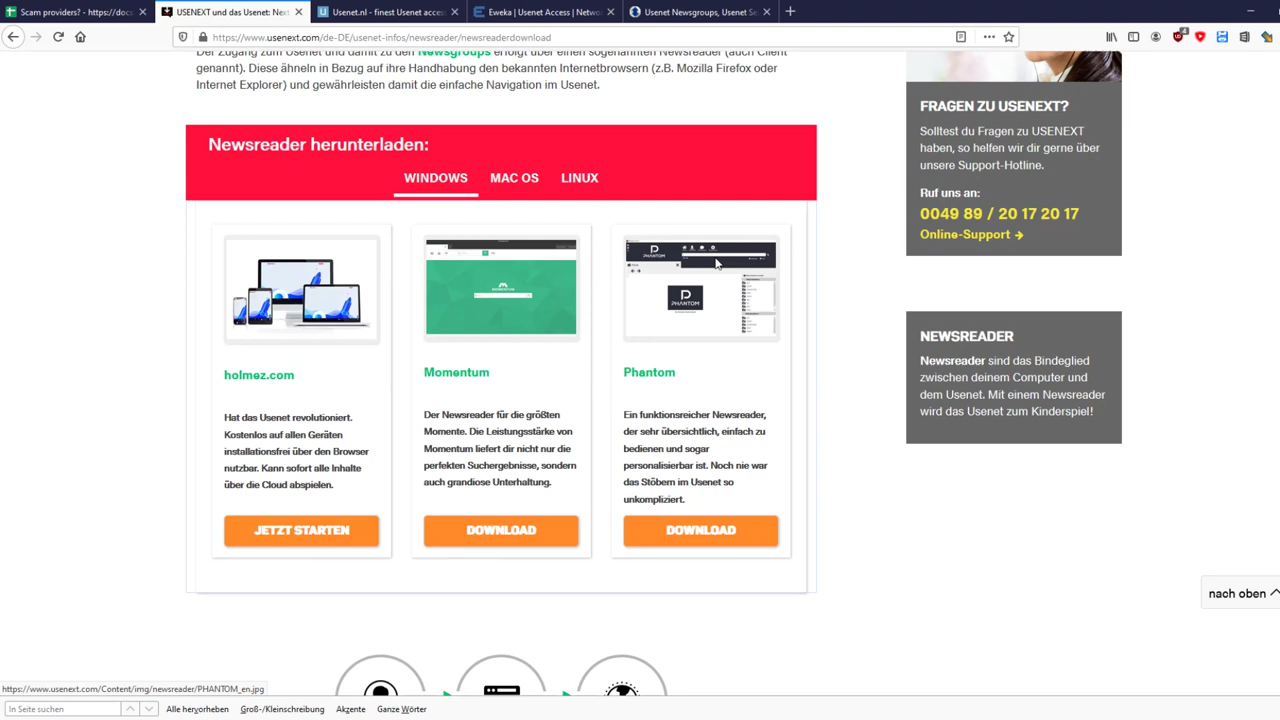 Scam providers? - https://docs
USENEXT und das Usenet: Next
Usenet.nl - finest Usenet access
Eweka | Usenet Access | Netwo
Usenet Newsgroups, Usenet Se
https://www.usenext.com/de-DE/usenet-infos/newsreader/newsreaderdownload
Der Zugang zum Usenet und damit zu den Newsgroups erfolgt über einen sogenannten Newsreader (auch Client
genannt). Diese ähneln in Bezug auf ihre Handhabung den bekannten Internetbrowsern (z.B. Mozilla Firefox oder
Internet Explorer) und gewährleisten damit die einfache Navigation im Usenet.
Newsreader herunterladen:
WINDOWS MAC OS LINUX
MOMENTUM
PHANTOM
PHANTOM
holmez.com
Hat das Usenet revolutioniert.
Kostenlos auf allen Geräten
installationsfrei über den Browser
nutzbar. Kann sofort alle Inhalte
über die Cloud abspielen.
JETZT STARTEN
Momentum
Der Newsreader für die größten
Momente. Die Leistungsstärke von
Momentum liefert dir nicht nur die
perfekten Suchergebnisse, sondern
auch grandiose Unterhaltung.
DOWNLOAD
Phantom
Ein funktionsreicher Newsreader,
der sehr übersichtlich, einfach zu
bedienen und sogar
personalisierbar ist. Noch nie war
das Stöbern im Usenet so
unkompliziert.
DOWNLOAD
FRAGEN ZU USENEXT?
Solltest du Fragen zu USENEXT
haben, so helfen wir dir gerne über
unsere Support-Hotline.
Ruf uns an:
0049 89 / 20 17 20 17
Online-Support →
NEWSREADER
Newsreader sind das Bindeglied
zwischen deinem Computer und
dem Usenet. Mit einem Newsreader
wird das Usenet zum Kinderspiel!
nach oben
https://www.usenext.com/Content/img/newsreader/PHANTOM_en.jpg
In Seite suchen
Alle hervorheben Groß-/Kleinschreibung Akzente Ganze Wörter